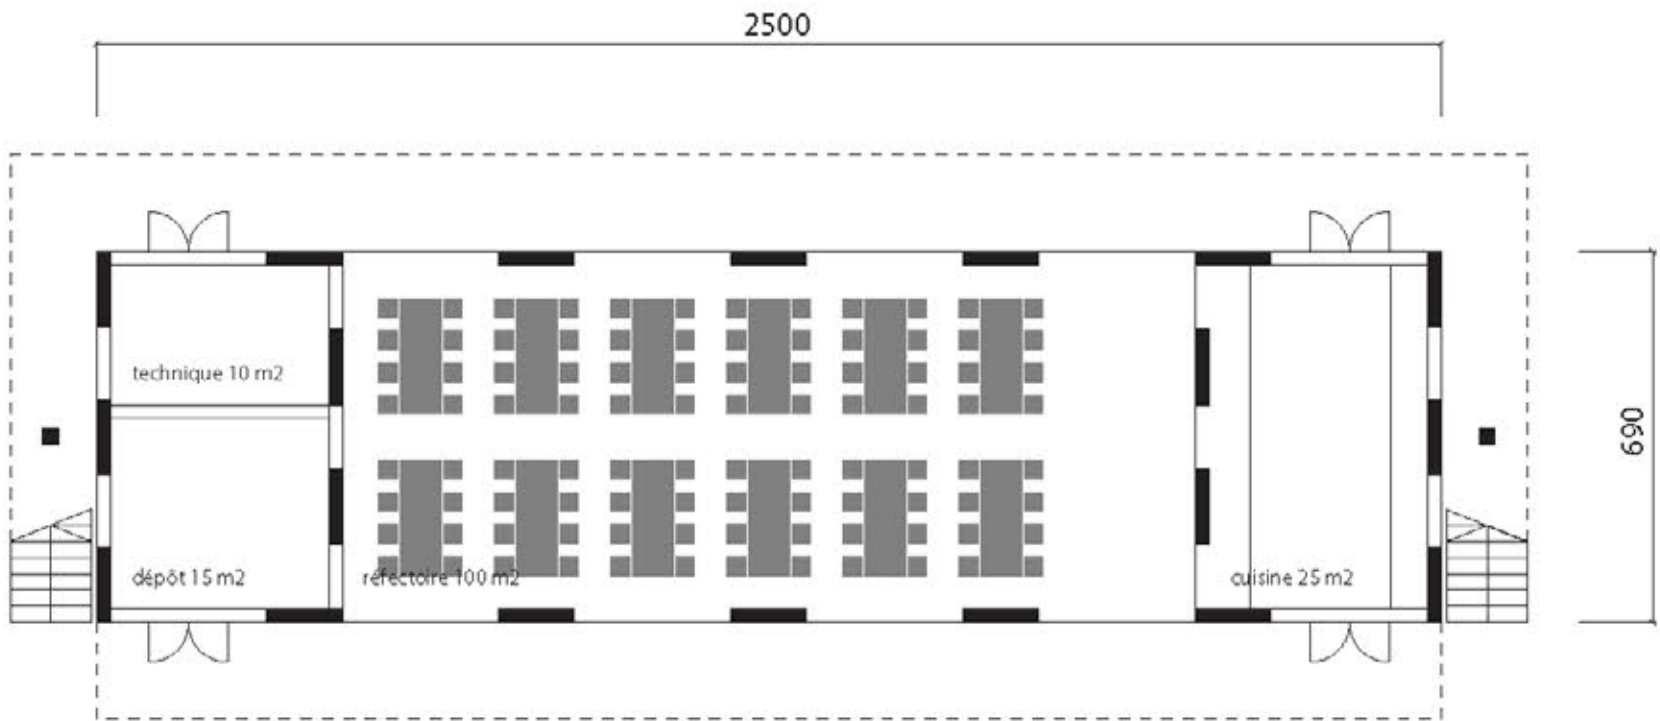 2500
technique 10 m2
690
dépôt 15 m2
réfectoire 100 m2
cuisine 25 m2